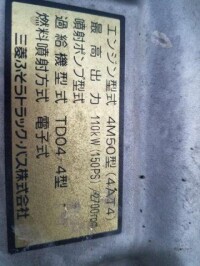 エンジン型式 4M50型(4AT4)
最高出力 110kW(150PS)/2700rpm
噴射ポンプ型式
過給機型式 TD04 4型
燃料噴射方式 電子式
三菱ふそうトラック・バス株式会社